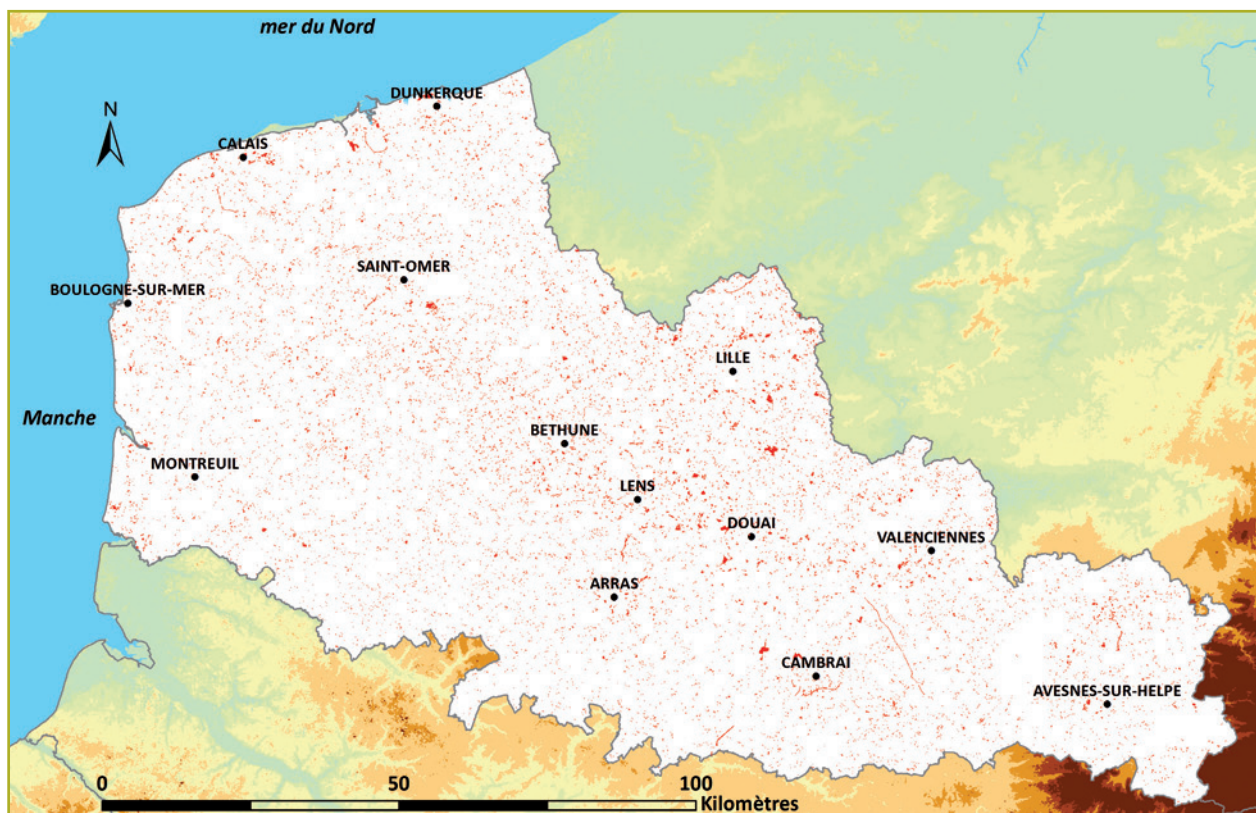 mer du Nord
N
DUNKERQUE
CALAIS
SAINT-OMER
BOULOGNE-SUR-MER
LILLE
Manche
BETHUNE
MONTREUIL
LENS
DOUAI
VALENCIENNES
ARRAS
CAMBRAI
AVESNES-SUR-HELPE
0 50 100
Kilomètres